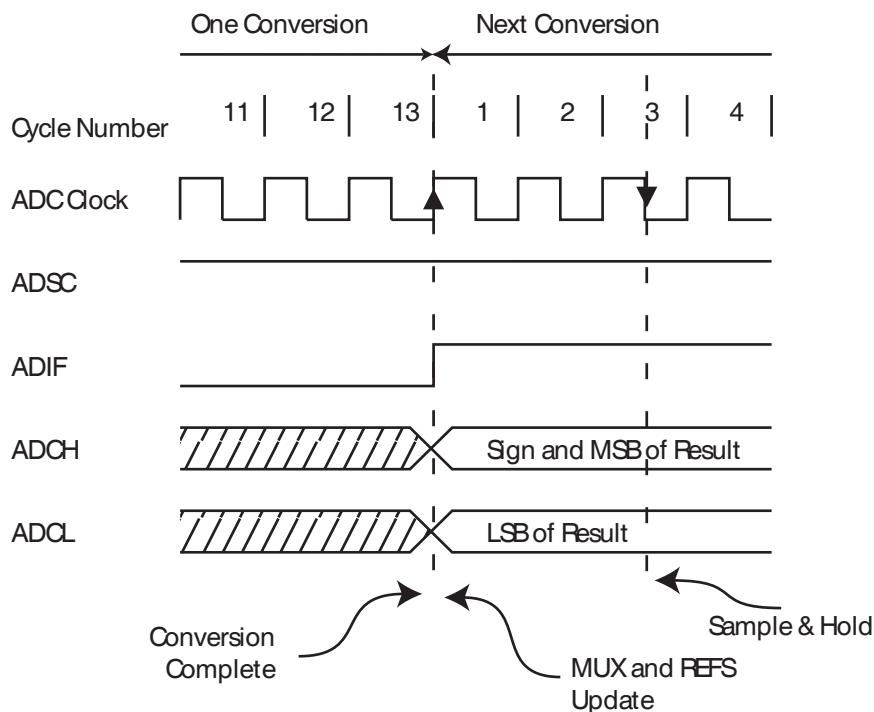 One Conversion Next Conversion
Cycle Number 11 12 13 1 2 3 4
ADC Clock
ADSC
ADIF
ADCH Sign and MSB of Result
ADCL LSB of Result
Conversion Complete
MUX and REFS Update
Sample & Hold